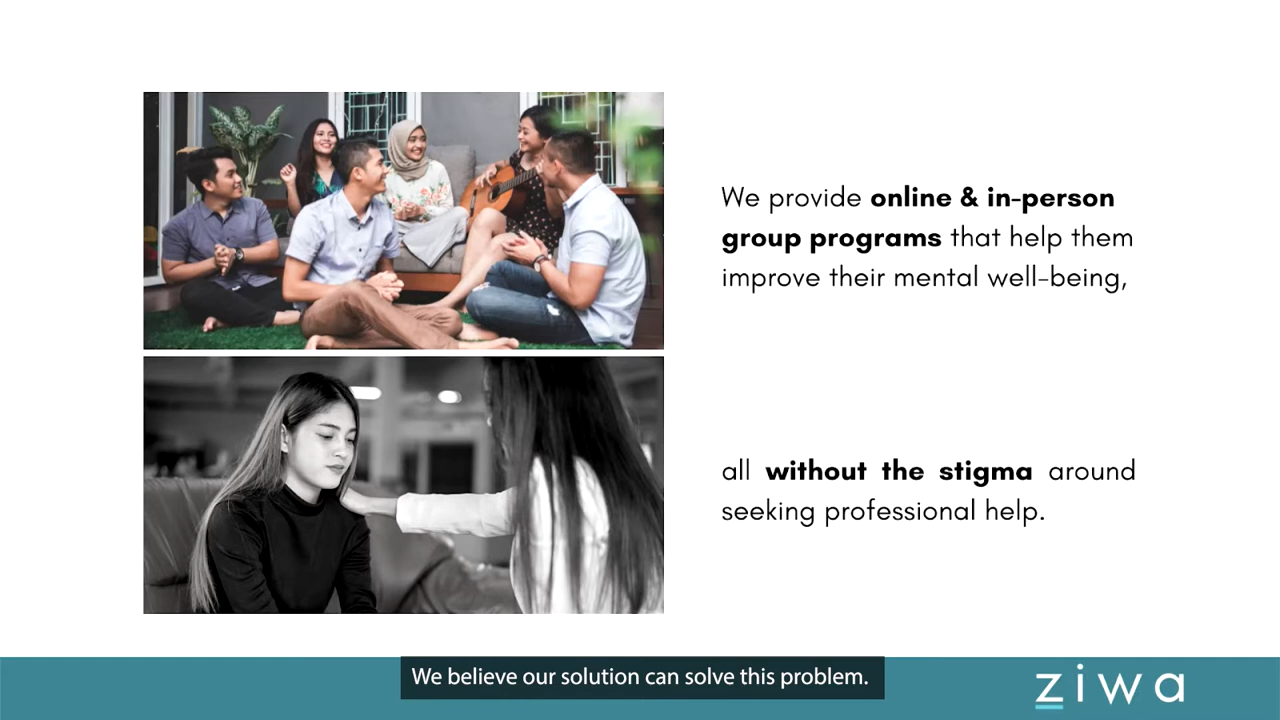 We provide online & in-person
group programs that help them
improve their mental well-being,
all without the stigma around
seeking professional help.
We believe our solution can solve this problem.
ziwa